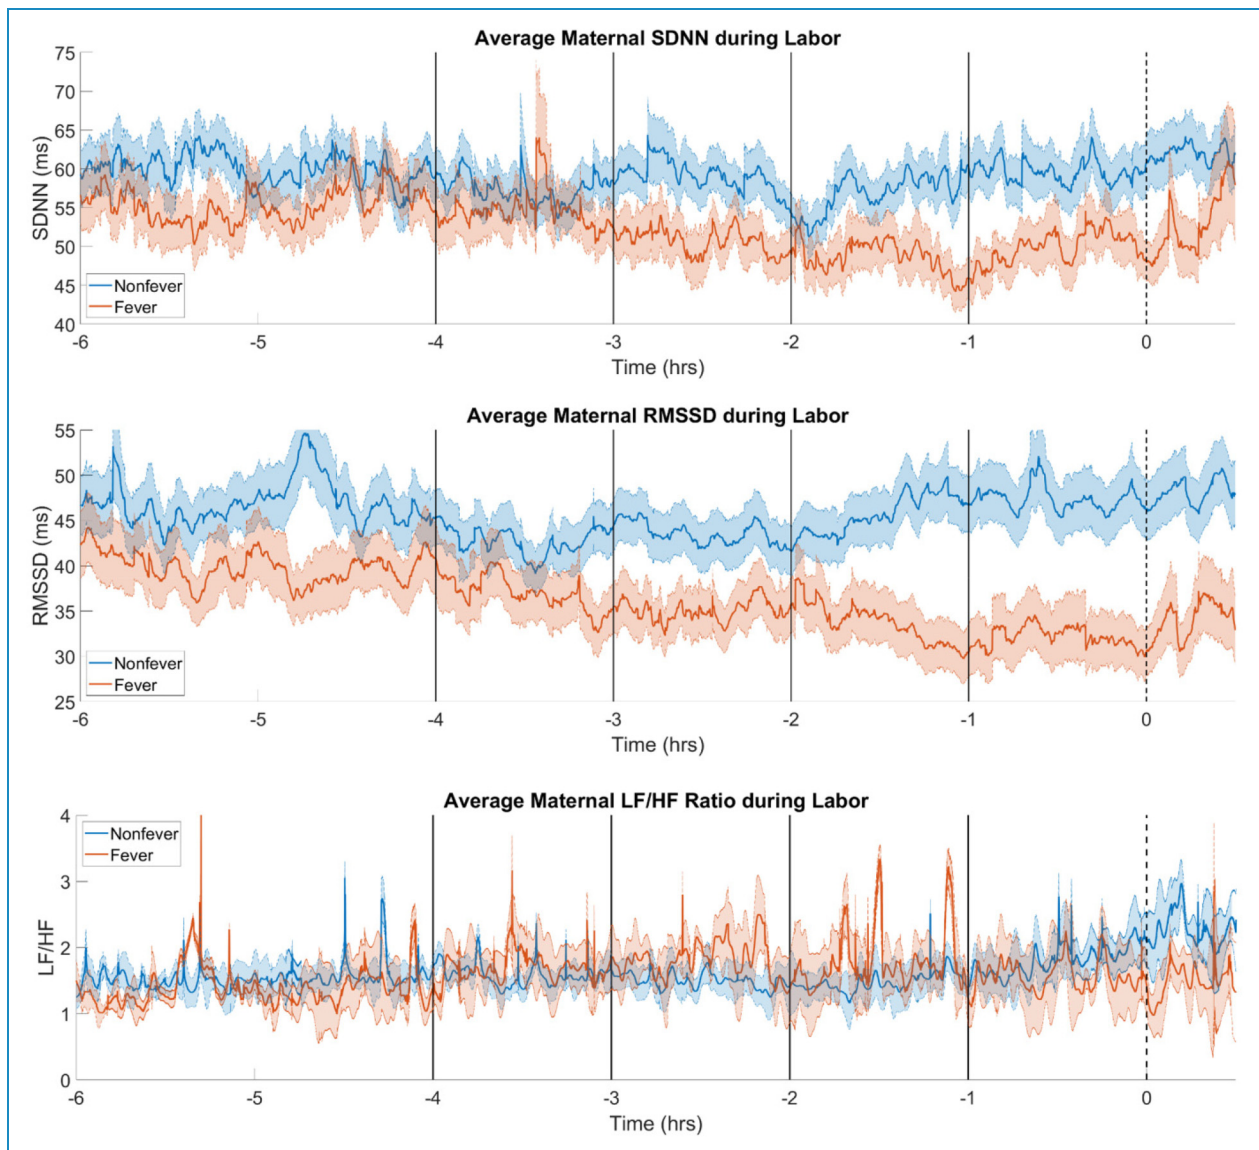 Average Maternal SDNN during Labor
75
70
65
60
55
50
45
40
SDNN (ms)
Nonfever
Fever
-6 -5 -4 -3 -2 -1 0
Time (hrs)
Average Maternal RMSSD during Labor
55
50
45
40
35
30
25
RMSSD (ms)
Nonfever
Fever
-6 -5 -4 -3 -2 -1 0
Time (hrs)
Average Maternal LF/HF Ratio during Labor
4
3
2
1
0
LF/HF
Nonfever
Fever
-6 -5 -4 -3 -2 -1 0
Time (hrs)